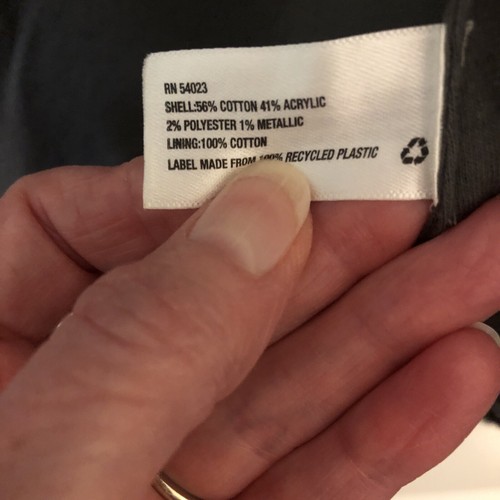 RN 54023
SHELL:56% COTTON 41% ACRYLIC
2% POLYESTER 1% METALLIC
LINING:100% COTTON
LABEL MADE FROM 100% RECYCLED PLASTIC